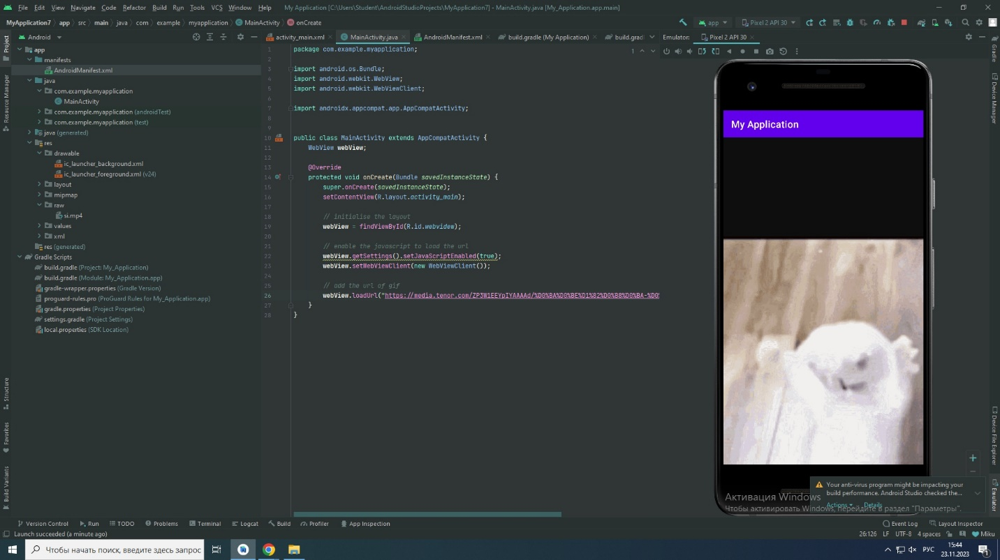 File Edit View Navigate Code Refactor Build Run Tools VCS Window Help My Application [C:\Users\Student\AndroidStudioProjects\MyApplication7] - MainActivity.java [My_Application.app.main]
MyApplication7 app src main java com example myapplication MainActivity onCreate app Pixel 2 API 30
Project
Resource Manager
Structure
Favorites
Build Variants
Android
app
manifests
AndroidManifest.xml
java
com.example.myapplication
MainActivity
com.example.myapplication (androidTest)
com.example.myapplication (test)
java (generated)
res
drawable
ic_launcher_background.xml
ic_launcher_foreground.xml (v24)
layout
mipmap
raw
si.mp4
values
xml
res (generated)
Gradle Scripts
build.gradle (Project: My_Application)
build.gradle (Module: My_Application.app)
gradle-wrapper.properties (Gradle Version)
proguard-rules.pro (ProGuard Rules for My_Application.app)
gradle.properties (Project Properties)
settings.gradle (Project Settings)
local.properties (SDK Location)
activity_main.xml MainActivity.java AndroidManifest.xml build.gradle (My Application) build.grad
1 package com.example.myapplication; 1
2
3 import android.os.Bundle;
4 import android.webkit.WebView;
5 import android.webkit.WebViewClient;
6
7 import androidx.appcompat.app.AppCompatActivity;
8
9
10 public class MainActivity extends AppCompatActivity {
11 WebView webView;
12
13 @Override
14 protected void onCreate(Bundle savedInstanceState) {
15 super.onCreate(savedInstanceState);
16 setContentView(R.layout.activity_main);
17
18 // initialise the layout
19 webView = findViewById(R.id.webvidew);
20
21 // enable the javascript to load the url
22 webView.getSettings().setJavaScriptEnabled(true);
23 webView.setWebViewClient(new WebViewClient());
24
25 // add the url of gif
26 webView.loadUrl("https://media.tenor.com/ZP3W1EEYpIYAAAAd/%D0%BA%D0%BE%D1%82%D0%B8%D0%BA-%D0%
27 }
28 }
Emulator: Pixel 2 API 30
My Application
Your anti-virus program might be impacting your
build performance. Android Studio checked the...
Actions Details
Активация Windows
Чтобы активировать Windows, перейдите в раздел "Параметры".
Gradle
Device Manager
Device File Explorer
Emulator
Version Control Run TODO Problems Terminal Logcat Build Profiler App Inspection Event Log Layout Inspector
Launch succeeded (a minute ago) 26:126 LF UTF-8 4 spaces Miku
Чтобы начать поиск, введите здесь запрос РУС 15:44
23.11.2023 1